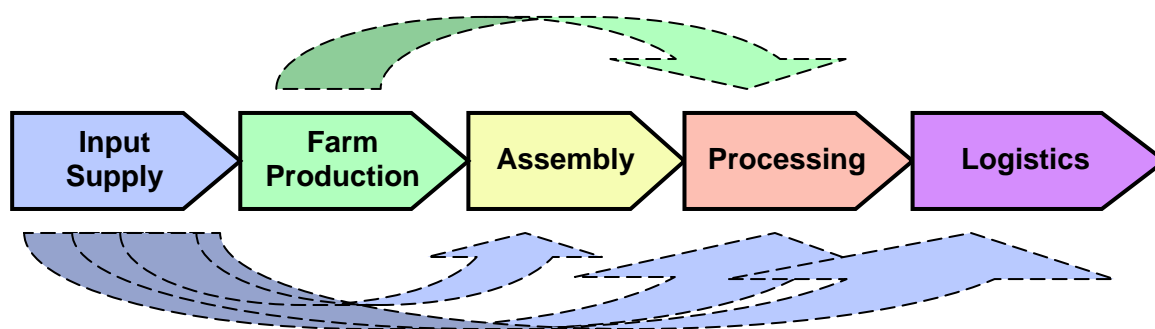 Input
Supply
Farm
Production
Assembly
Processing
Logistics